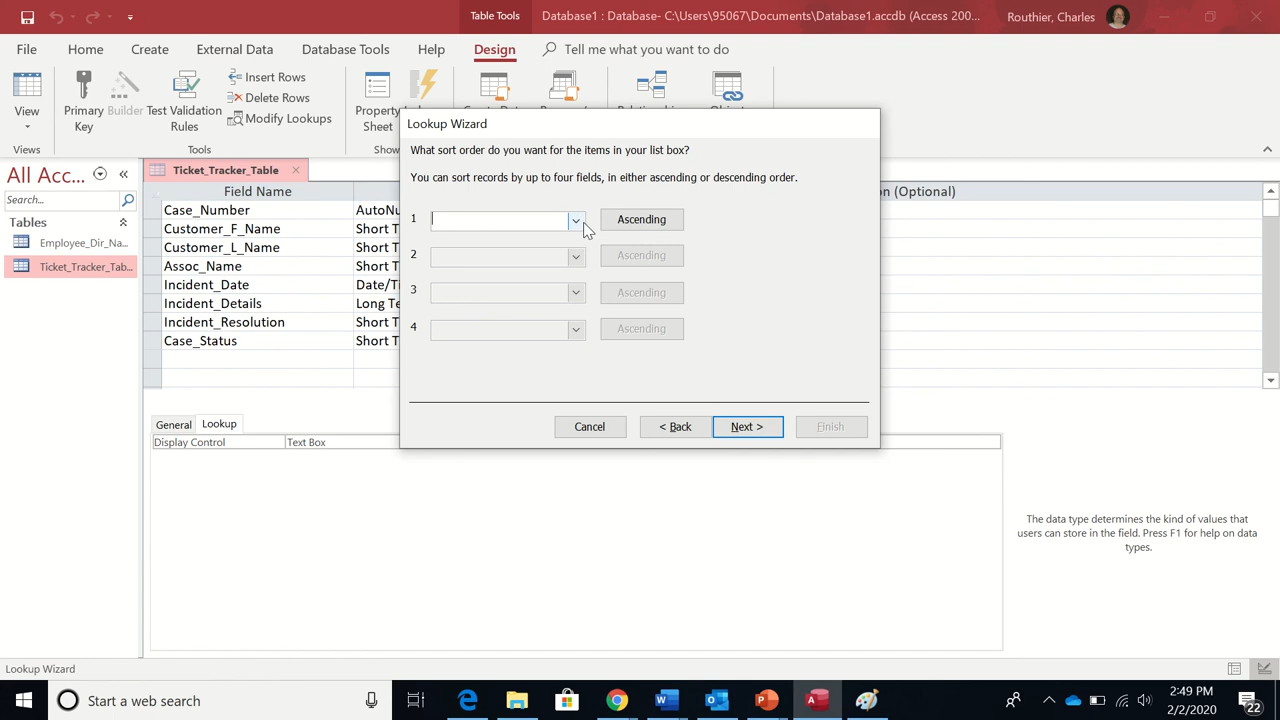 Table Tools
Database1 : Database- C:\Users\95067\Documents\Database1.accdb (Access 200...
Routhier, Charles
File
Home
Create
External Data
Database Tools
Help
Design
Tell me what you want to do
View
Primary
Key
Builder
Test Validation
Rules
Insert Rows
Delete Rows
Modify Lookups
Property
Sheet
Views
Tools
Lookup Wizard
What sort order do you want for the items in your list box?
You can sort records by up to four fields, in either ascending or descending order.
1
Ascending
2
Ascending
3
Ascending
4
Ascending
Cancel
< Back
Next >
Finish
All Ac...
Search...
Tables
Employee_Dir_Na...
Ticket_Tracker_Tab...
Ticket_Tracker_Table
Field Name
(Optional)
Case_Number
AutoNu
Customer_F_Name
Short T
Customer_L_Name
Short T
Assoc_Name
Short T
Incident_Date
Date/Ti
Incident_Details
Long Te
Incident_Resolution
Short T
Case_Status
Short T
General
Lookup
Display Control
Text Box
The data type determines the kind of values that
users can store in the field. Press F1 for help on data
types.
Lookup Wizard
Start a web search
2:49 PM
2/2/2020
22